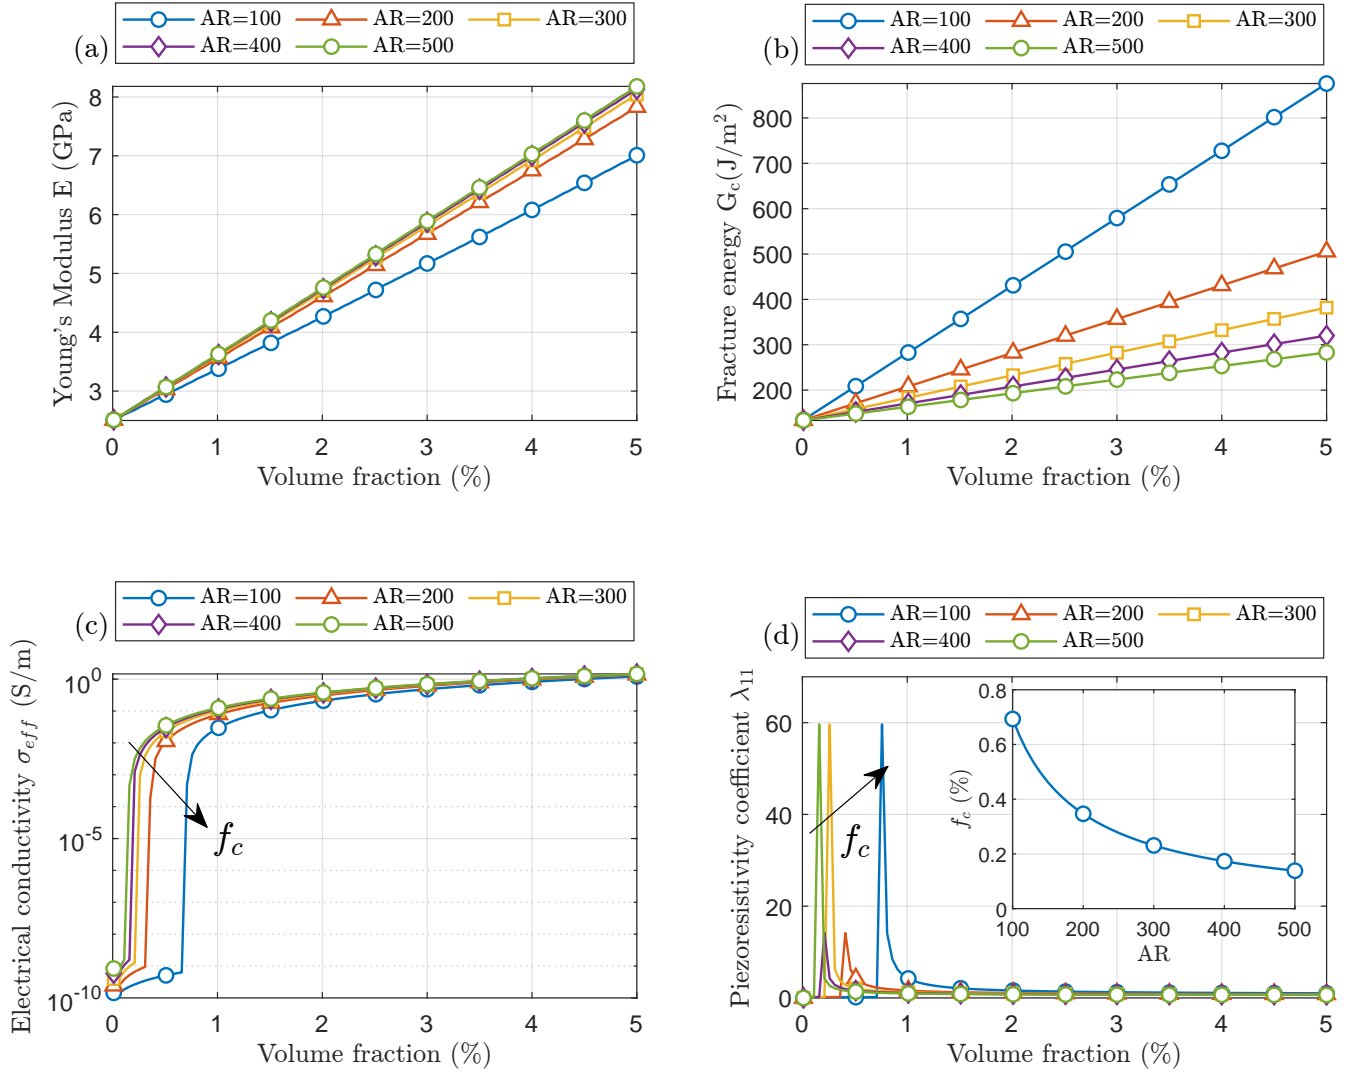 (a)
AR=100 AR=200 AR=300
AR=400 AR=500
Young's Modulus E (GPa)
8
7
6
5
4
3
0 1 2 3 4 5
Volume fraction (%)
(b)
AR=100 AR=200 AR=300
AR=400 AR=500
Fracture energy G_c(J/m^2)
800
700
600
500
400
300
200
0 1 2 3 4 5
Volume fraction (%)
(c)
AR=100 AR=200 AR=300
AR=400 AR=500
Electrical conductivity σ_eff (S/m)
10^0
10^-5
10^-10
f_c
0 1 2 3 4 5
Volume fraction (%)
(d)
AR=100 AR=200 AR=300
AR=400 AR=500
Piezoresistivity coefficient λ_11
60
40
20
0
f_c
0 1 2 3 4 5
Volume fraction (%)
f_c (%)
0.8
0.6
0.4
0.2
0
100 200 300 400 500
AR